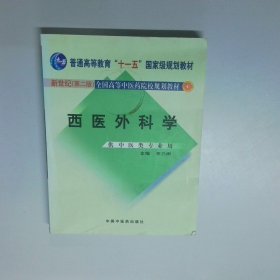 普通高等教育“十一五”国家级规划教材
新世纪(第二版)全国高等中医药院校规划教材
西医外科学
供中医类专业用
主编
中国中医药出版社